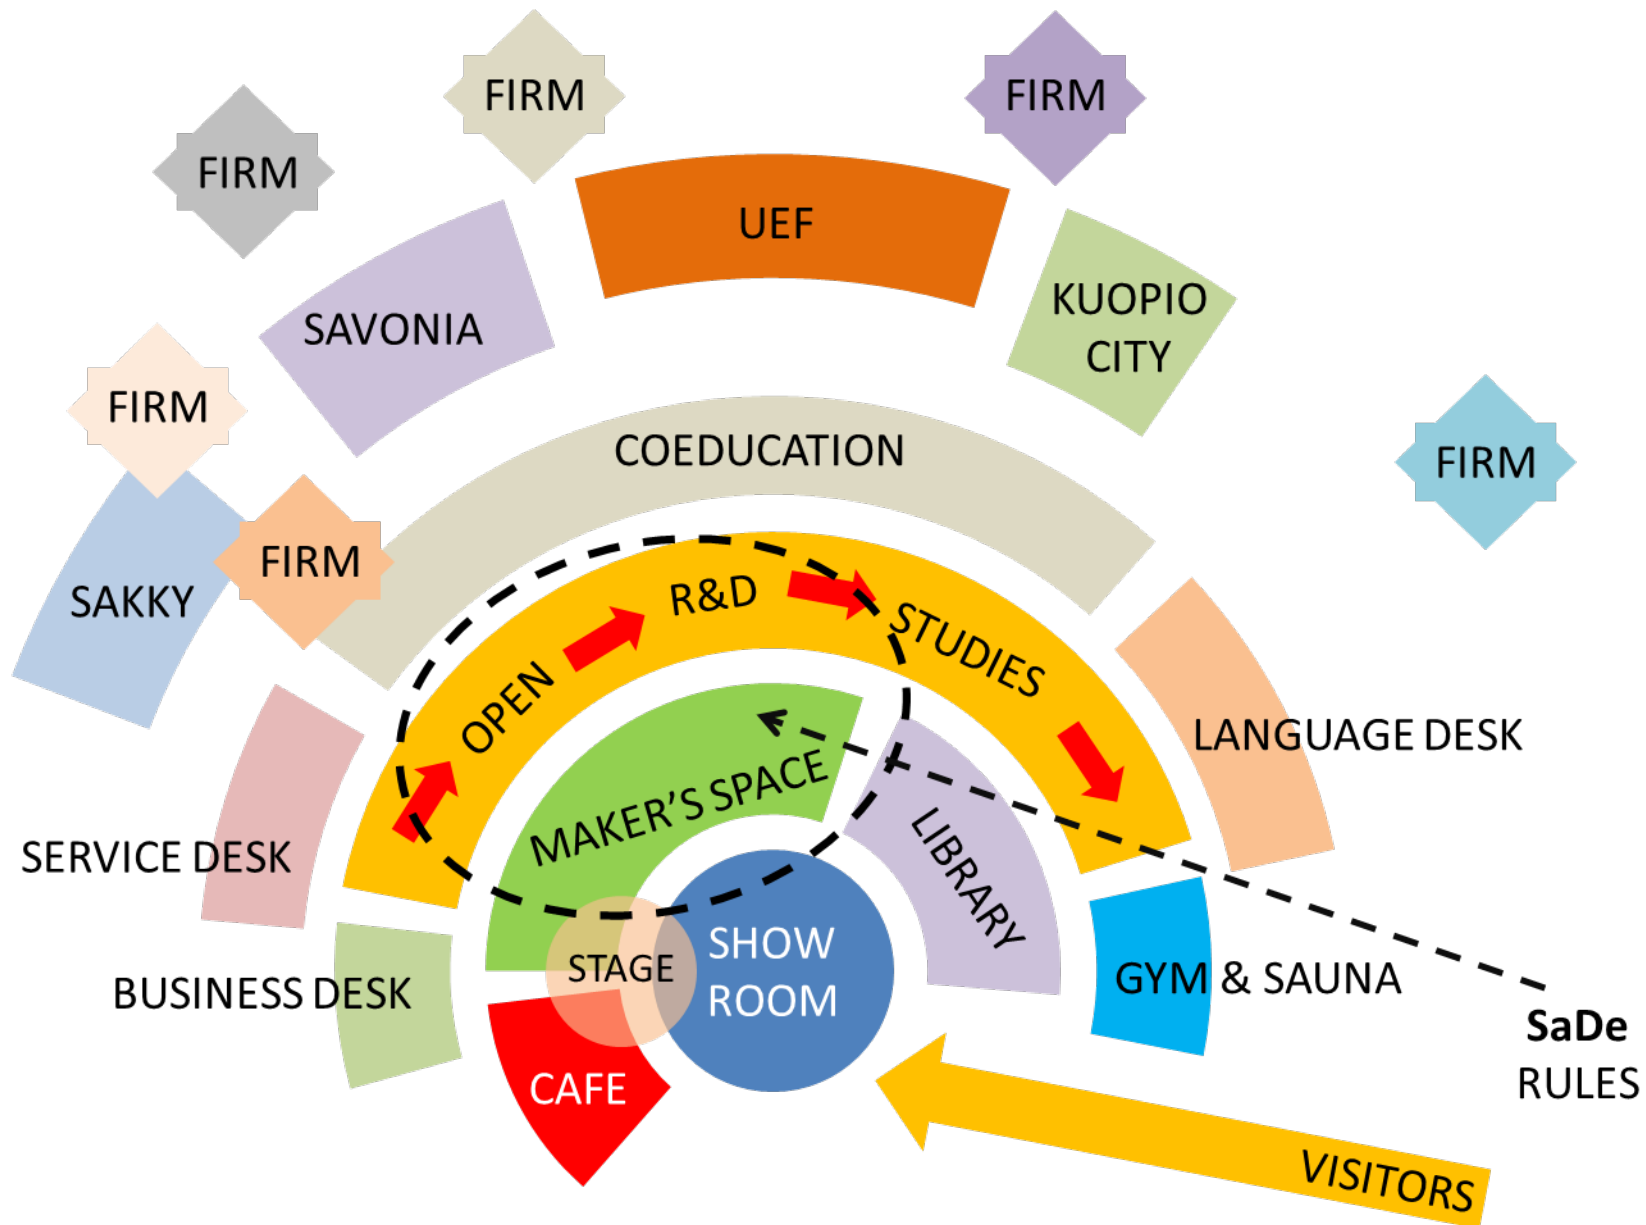 FIRM
FIRM
FIRM
UEF
SAVONIA
KUOPIO
CITY
FIRM
COEDUCATION
FIRM
FIRM
SAKKY
OPEN
R&D
STUDIES
LANGUAGE DESK
MAKER'S SPACE
LIBRARY
SERVICE DESK
BUSINESS DESK
STAGE
SHOW
ROOM
GYM & SAUNA
CAFE
SaDe
RULES
VISITORS